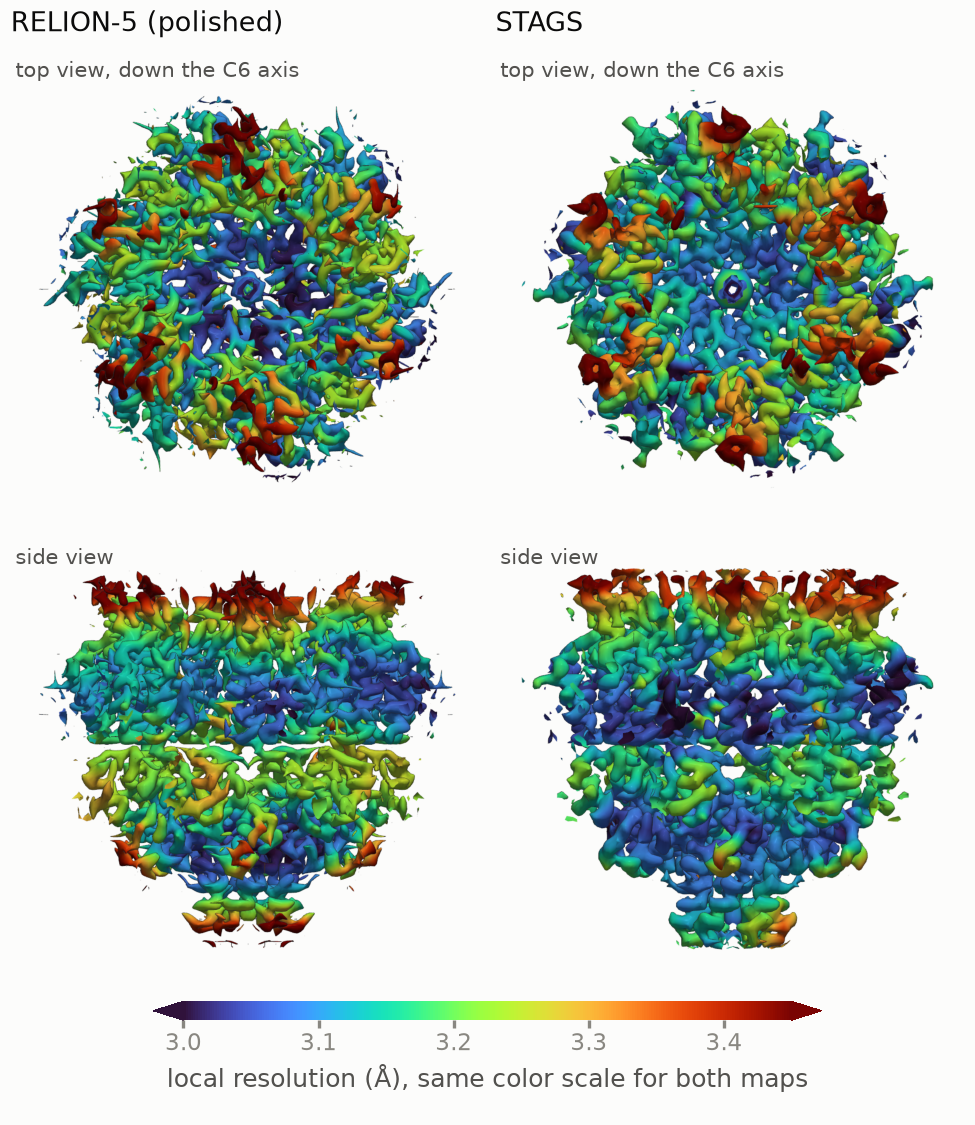 RELION-5 (polished)
STAGS
top view, down the C6 axis
top view, down the C6 axis
side view
side view
3.0 3.1 3.2 3.3 3.4
local resolution (Å), same color scale for both maps